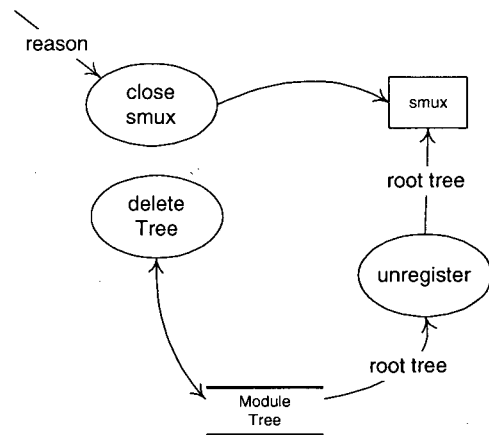 reason
close
smux
smux
root tree
delete
Tree
unregister
root tree
Module
Tree